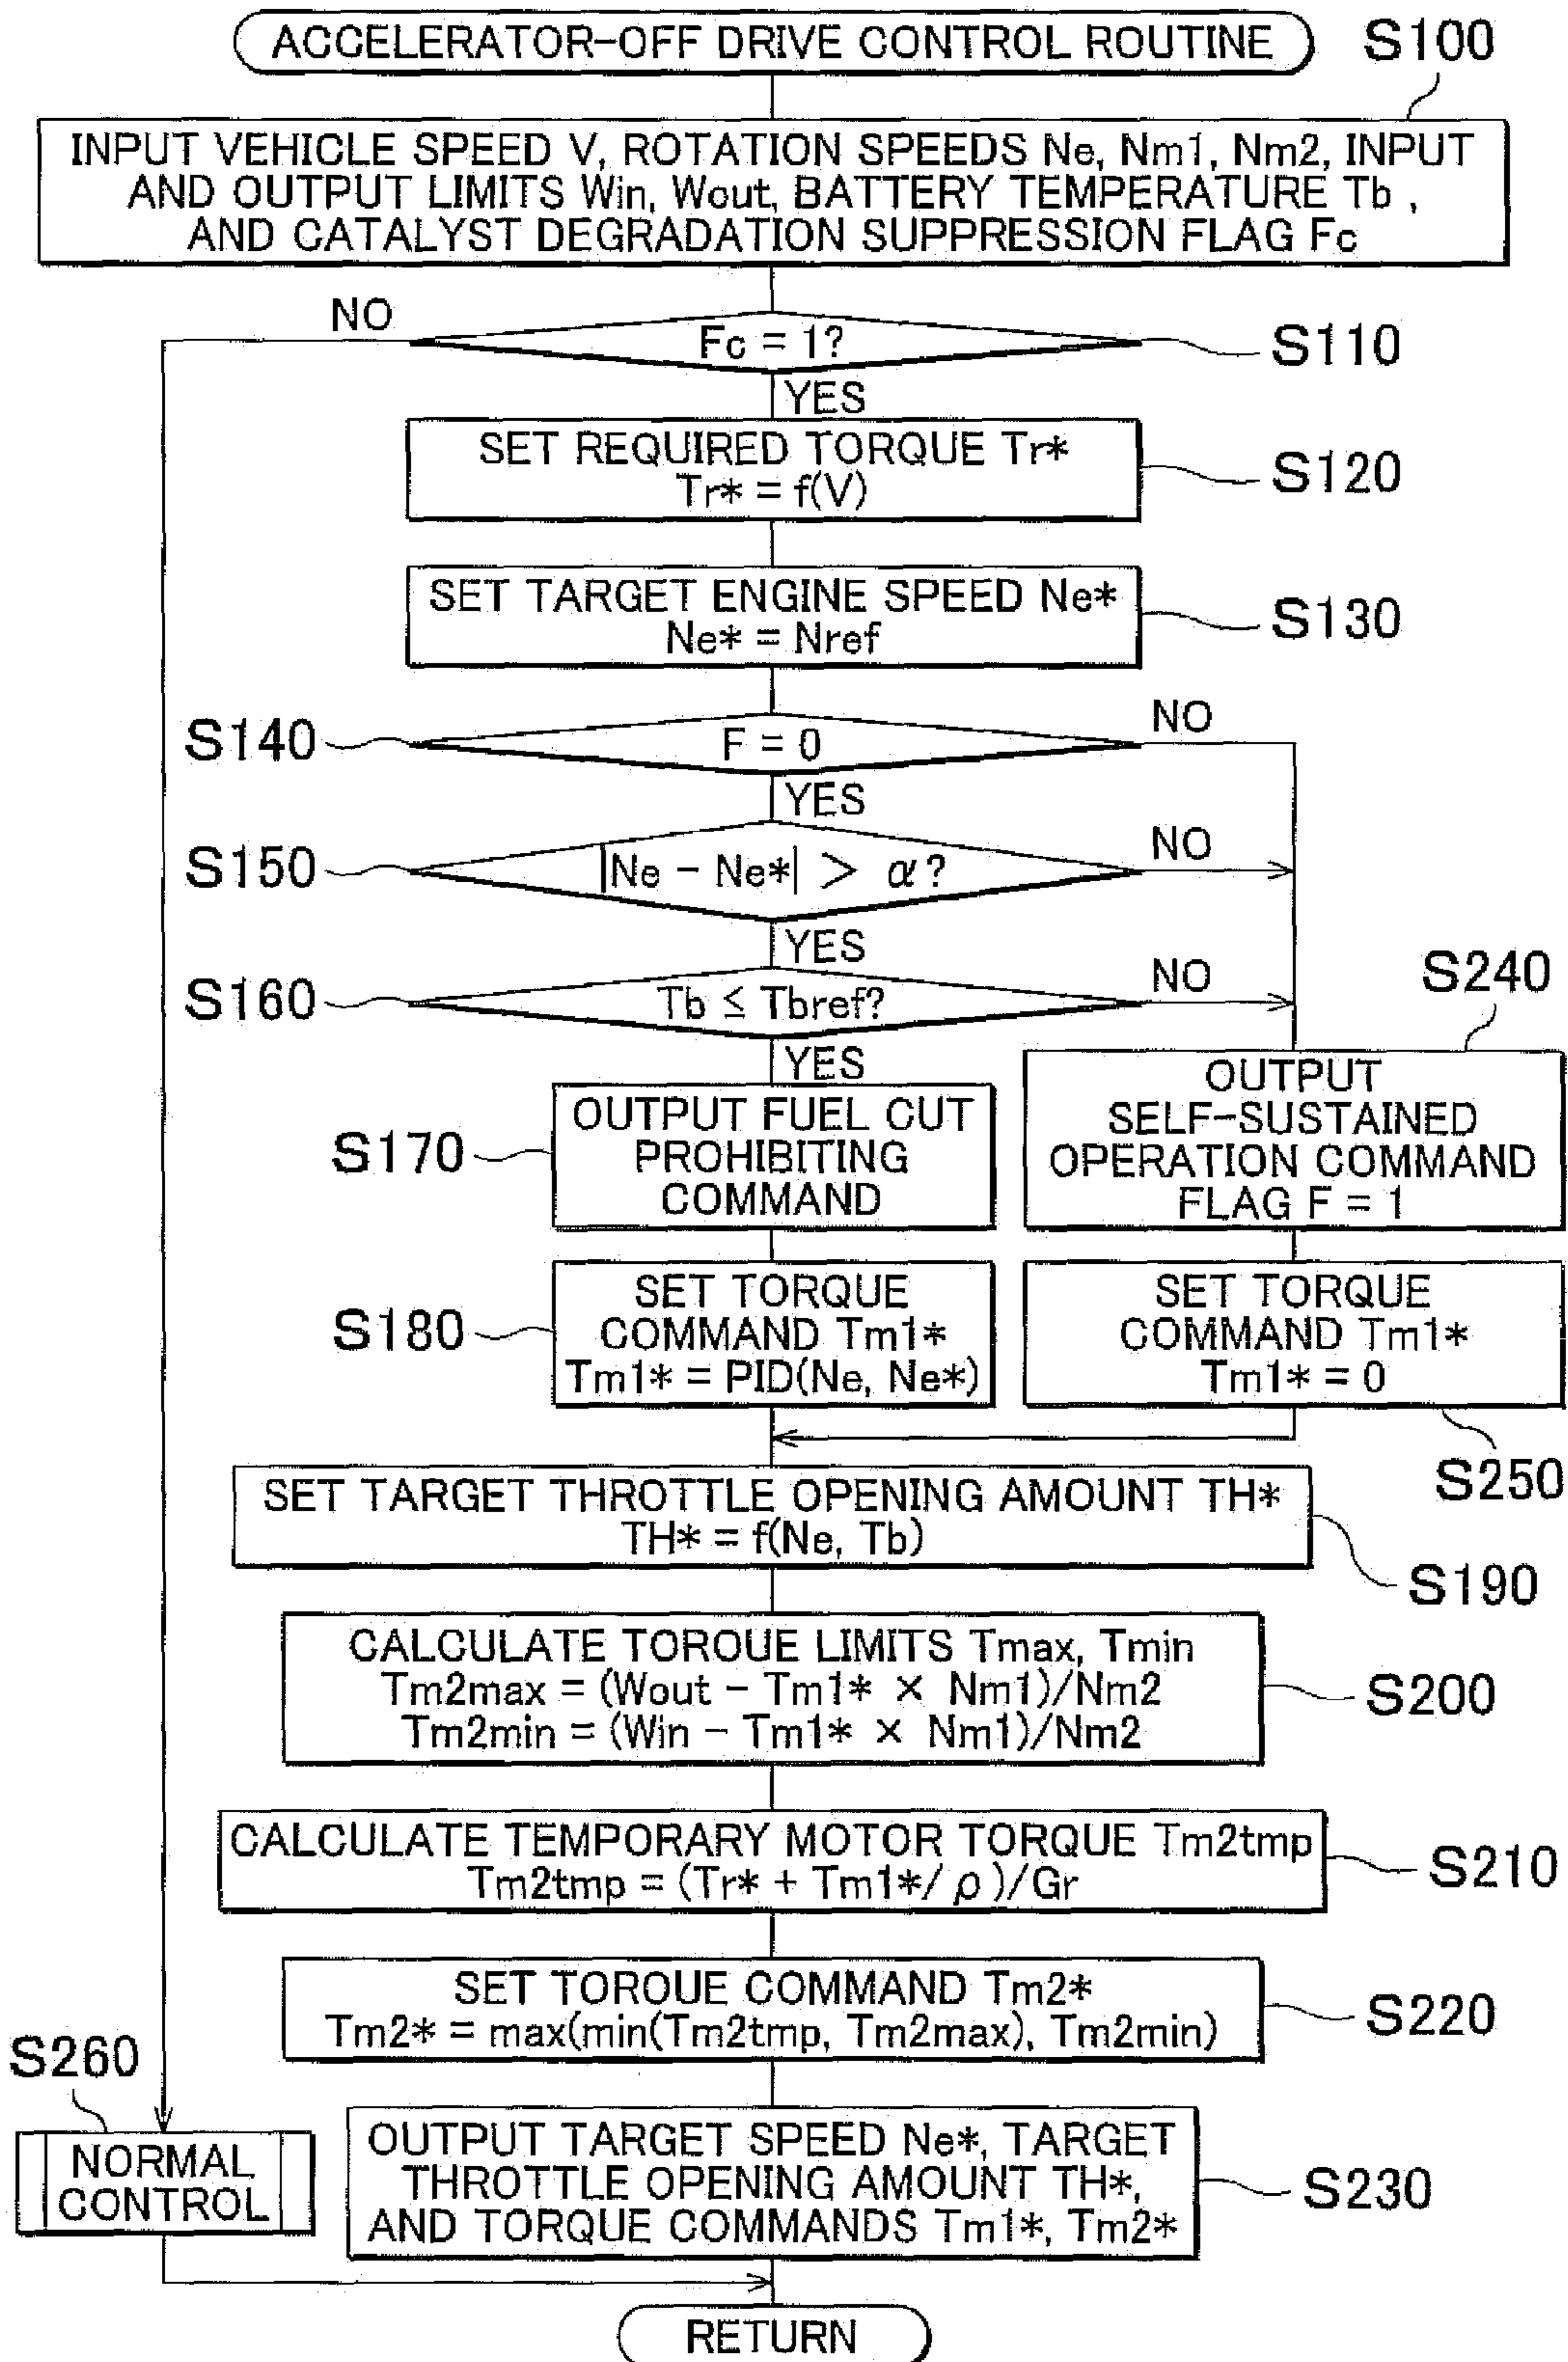 ACCELERATOR-OFF DRIVE CONTROL ROUTINE
S100
INPUT VEHICLE SPEED V, ROTATION SPEEDS Ne, Nm1, Nm2, INPUT
AND OUTPUT LIMITS Win, Wout, BATTERY TEMPERATURE Tb ,
AND CATALYST DEGRADATION SUPPRESSION FLAG Fc
NO
Fc = 1?
S110
YES
SET REQUIRED TORQUE Tr*
Tr* = f(V)
S120
SET TARGET ENGINE SPEED Ne*
Ne* = Nref
S130
S140
F = 0
NO
YES
S150
|Ne - Ne*| > α?
NO
YES
S160
Tb ≤ Tbref?
NO
YES
S240
S170
OUTPUT FUEL CUT
PROHIBITING
COMMAND
OUTPUT
SELF-SUSTAINED
OPERATION COMMAND
FLAG F = 1
S180
SET TORQUE
COMMAND Tm1*
Tm1* = PID(Ne, Ne*)
SET TORQUE
COMMAND Tm1*
Tm1* = 0
S250
SET TARGET THROTTLE OPENING AMOUNT TH*
TH* = f(Ne, Tb)
S190
CALCULATE TOROUE LIMITS Tmax, Tmin
Tm2max = (Wout - Tm1* × Nm1)/Nm2
Tm2min = (Win - Tm1* × Nm1)/Nm2
S200
CALCULATE TEMPORARY MOTOR TORQUE Tm2tmp
Tm2tmp = (Tr* + Tm1*/ρ)/Gr
S210
SET TOROUE COMMAND Tm2*
Tm2* = max(min(Tm2tmp, Tm2max), Tm2min)
S220
S260
NORMAL
CONTROL
OUTPUT TARGET SPEED Ne*, TARGET
THROTTLE OPENING AMOUNT TH*,
AND TORQUE COMMANDS Tm1*, Tm2*
S230
RETURN